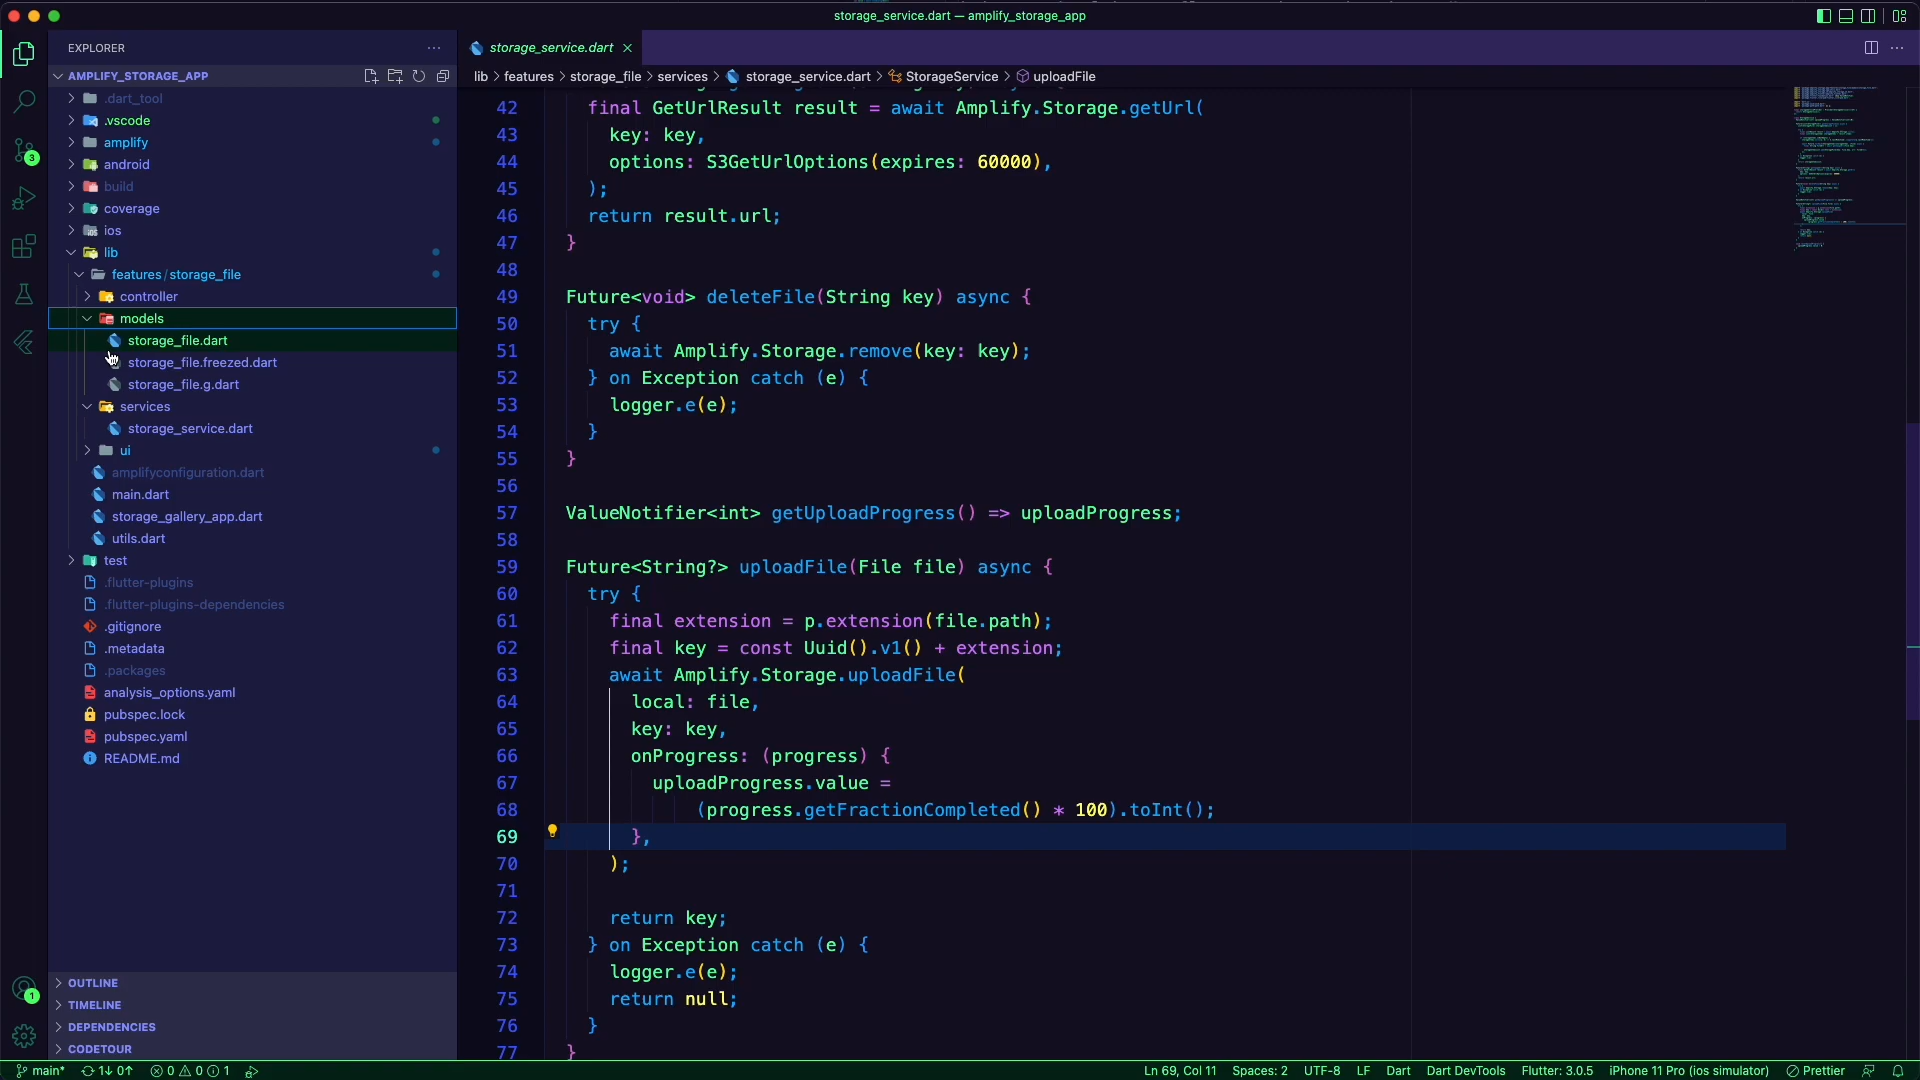 storage_service.dart — amplify_storage_app
EXPLORER
storage_service.dart
AMPLIFY_STORAGE_APP
lib > features > storage_file > services > storage_service.dart > StorageService > uploadFile
.dart_tool
.vscode
amplify
android
build
coverage
ios
lib
features / storage_file
controller
models
storage_file.dart
storage_file.freezed.dart
storage_file.g.dart
services
storage_service.dart
ui
amplifyconfiguration.dart
main.dart
storage_gallery_app.dart
utils.dart
test
.flutter-plugins
.flutter-plugins-dependencies
.gitignore
.metadata
.packages
analysis_options.yaml
pubspec.lock
pubspec.yaml
README.md
OUTLINE
TIMELINE
DEPENDENCIES
CODETOUR
3
1
42 final GetUrlResult result = await Amplify.Storage.getUrl(
43 key: key,
44 options: S3GetUrlOptions(expires: 60000),
45 );
46 return result.url;
47 }
48
49 Future<void> deleteFile(String key) async {
50 try {
51 await Amplify.Storage.remove(key: key);
52 } on Exception catch (e) {
53 logger.e(e);
54 }
55 }
56
57 ValueNotifier<int> getUploadProgress() => uploadProgress;
58
59 Future<String?> uploadFile(File file) async {
60 try {
61 final extension = p.extension(file.path);
62 final key = const Uuid().v1() + extension;
63 await Amplify.Storage.uploadFile(
64 local: file,
65 key: key,
66 onProgress: (progress) {
67 uploadProgress.value =
68 (progress.getFractionCompleted() * 100).toInt();
69 },
70 );
71
72 return key;
73 } on Exception catch (e) {
74 logger.e(e);
75 return null;
76 }
77 }
main* 1↓ 0↑ 0 0 1 Ln 69, Col 11 Spaces: 2 UTF-8 LF Dart Dart DevTools Flutter: 3.0.5 iPhone 11 Pro (ios simulator) Prettier